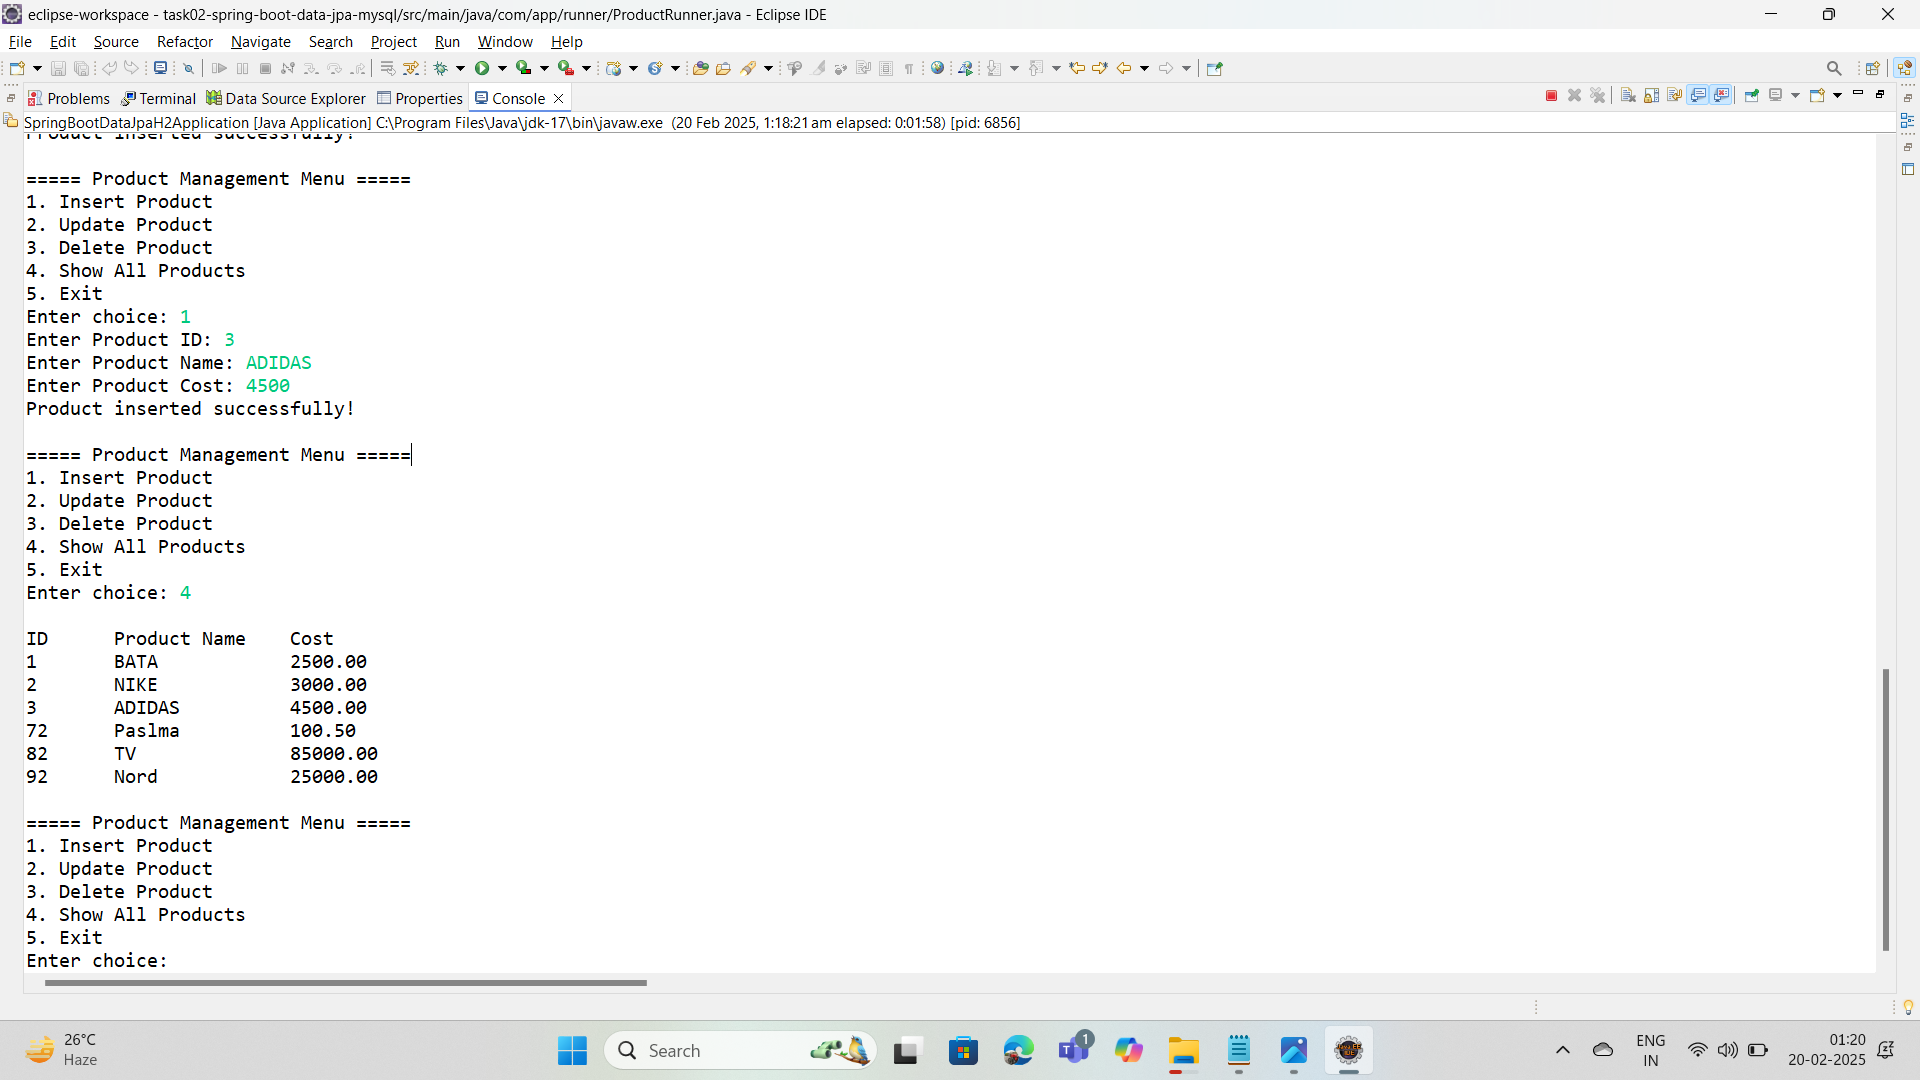 eclipse-workspace - task02-spring-boot-data-jpa-mysql/src/main/java/com/app/runner/ProductRunner.java - Eclipse IDE
File Edit Source Refactor Navigate Search Project Run Window Help
Problems Terminal Data Source Explorer Properties Console
SpringBootDataJpaH2Application [Java Application] C:\Program Files\Java\jdk-17\bin\javaw.exe (20 Feb 2025, 1:18:21 am elapsed: 0:01:58) [pid: 6856]
Product inserted successfully!
===== Product Management Menu =====
1. Insert Product
2. Update Product
3. Delete Product
4. Show All Products
5. Exit
Enter choice: 1
Enter Product ID: 3
Enter Product Name: ADIDAS
Enter Product Cost: 4500
Product inserted successfully!
===== Product Management Menu =====
1. Insert Product
2. Update Product
3. Delete Product
4. Show All Products
5. Exit
Enter choice: 4
ID Product Name Cost
1 BATA 2500.00
2 NIKE 3000.00
3 ADIDAS 4500.00
72 Paslma 100.50
82 TV 85000.00
92 Nord 25000.00
===== Product Management Menu =====
1. Insert Product
2. Update Product
3. Delete Product
4. Show All Products
5. Exit
Enter choice:
26°C
Haze
Search
1
ENG
IN
01:20
20-02-2025